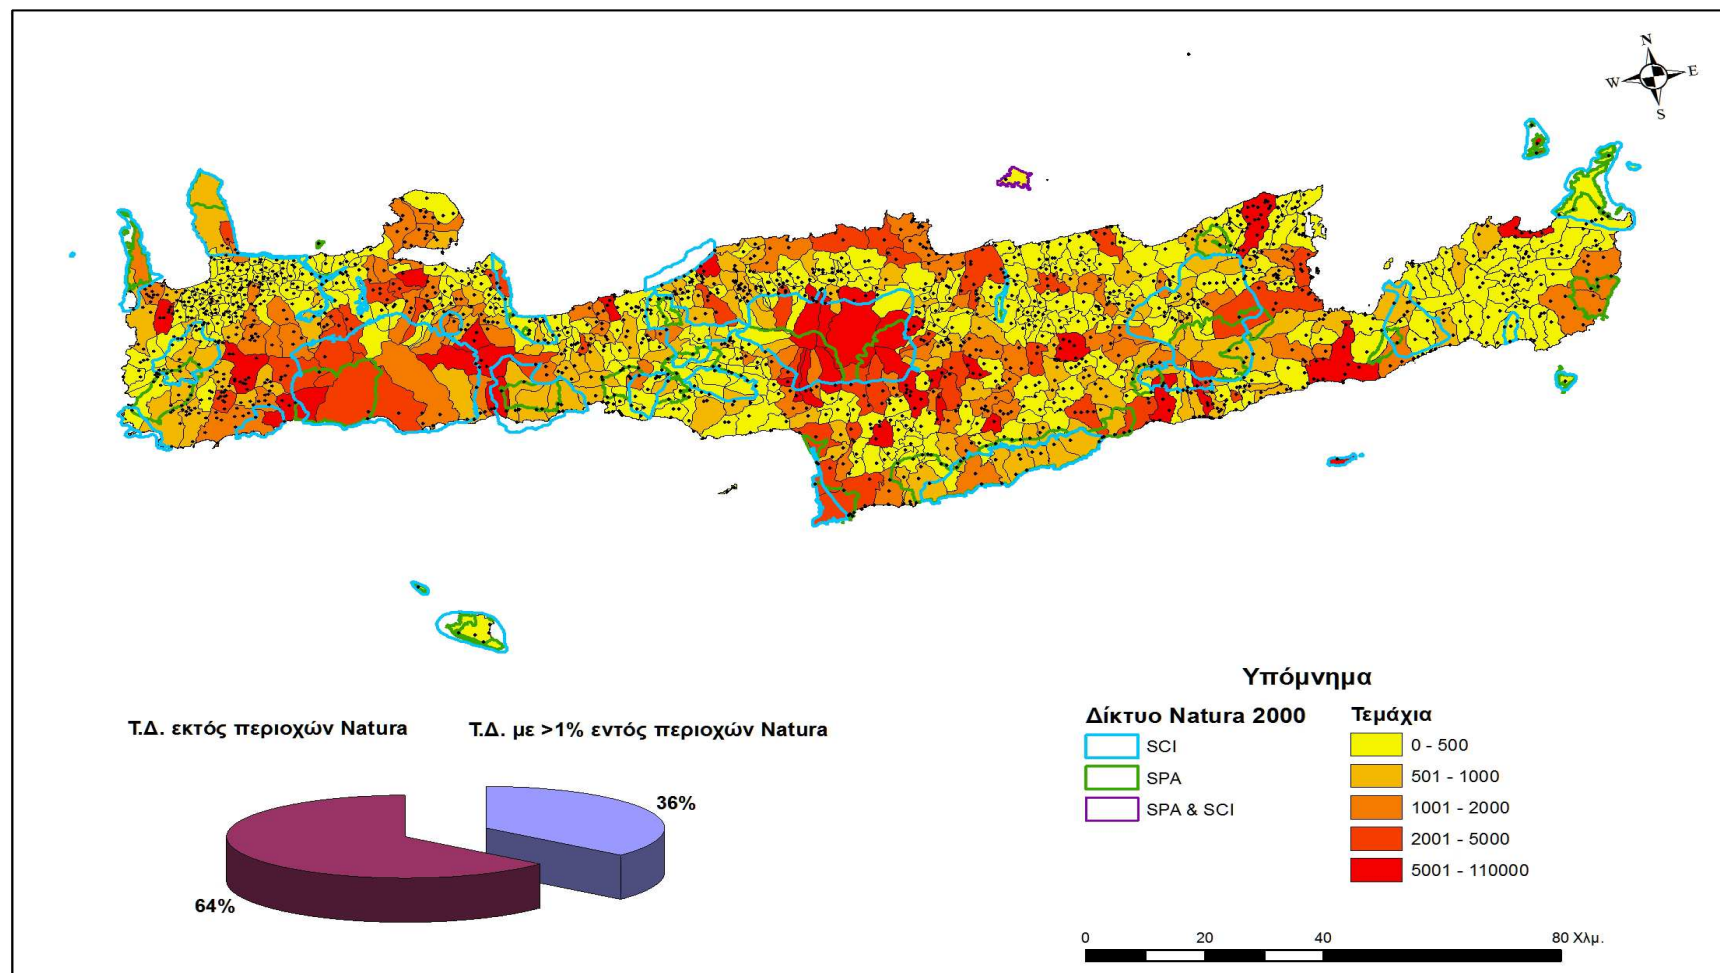 N
W E
S
Υπόμνημα
Δίκτυο Natura 2000
SCI
SPA
SPA & SCI
Τεμάχια
0 - 500
501 - 1000
1001 - 2000
2001 - 5000
5001 - 110000
Τ.Δ. εκτός περιοχών Natura
Τ.Δ. με >1% εντός περιοχών Natura
36%
64%
0 20 40 80 Χλμ.